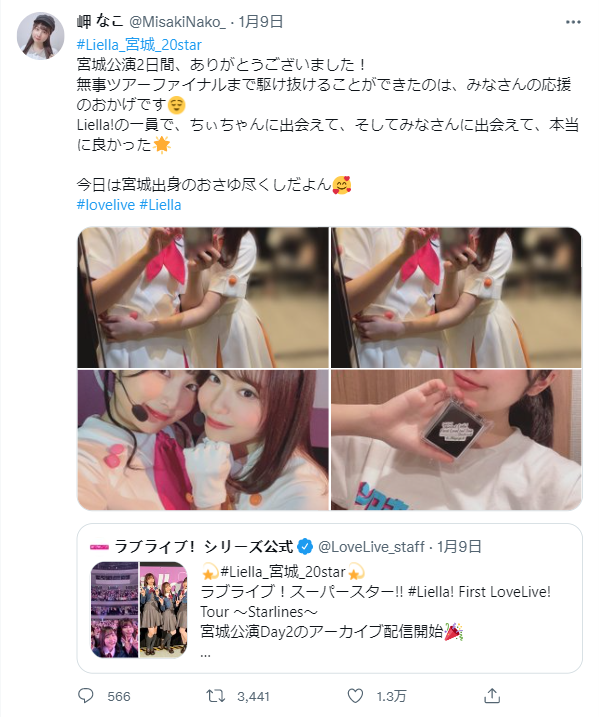 岬 なこ @MisakiNako_ · 1月9日
#Liella_宮城_20star
宮城公演2日間、ありがとうございました！
無事ツアーファイナルまで駆け抜けることができたのは、みなさんの応援
のおかげです😌
Liella!の一員で、ちぃちゃんに出会えて、そしてみなさんに出会えて、本当
に良かった🌟
今日は宮城出身のおさゆ尽くしだよん🥰
#lovelive #Liella
ラブライブ！シリーズ公式 @LoveLive_staff · 1月9日
💫#Liella_宮城_20star💫
ラブライブ！スーパースター!! #Liella! First LoveLive!
Tour ～Starlines～
宮城公演Day2のアーカイブ配信開始🎉
...
566 3,441 1.3万